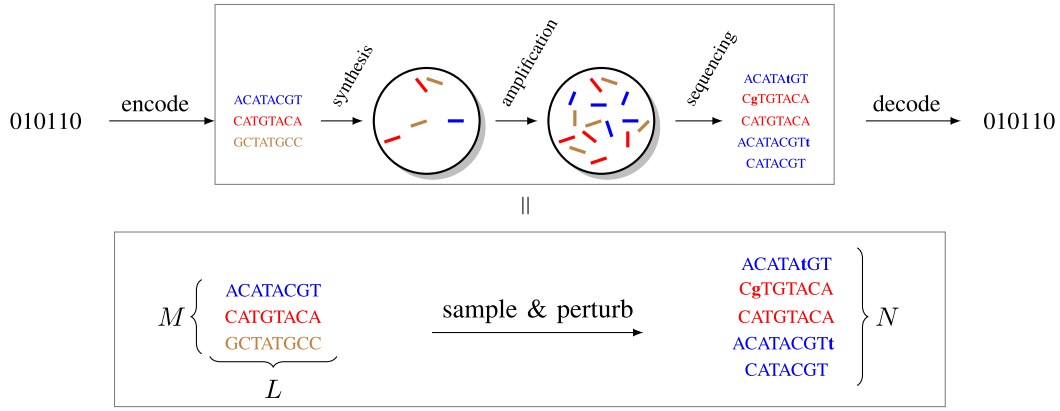 010110
encode
ACATACGT
CATGTACA
GCTATGCC
synthesis
amplification
sequencing
ACATAtGT
CgTGTACA
CATGTACA
ACATACGTt
CATACGT
decode
010110
=
M
ACATACGT
CATGTACA
GCTATGCC
L
sample & perturb
ACATAtGT
CgTGTACA
CATGTACA
ACATACGTt
CATACGT
N